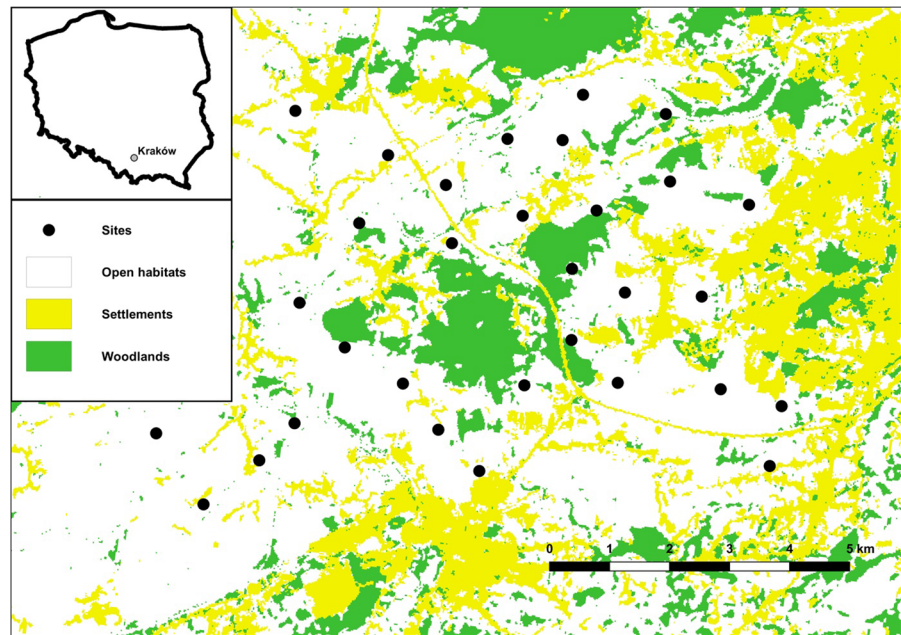 Kraków
Sites
Open habitats
Settlements
Woodlands
0 1 2 3 4 5 km